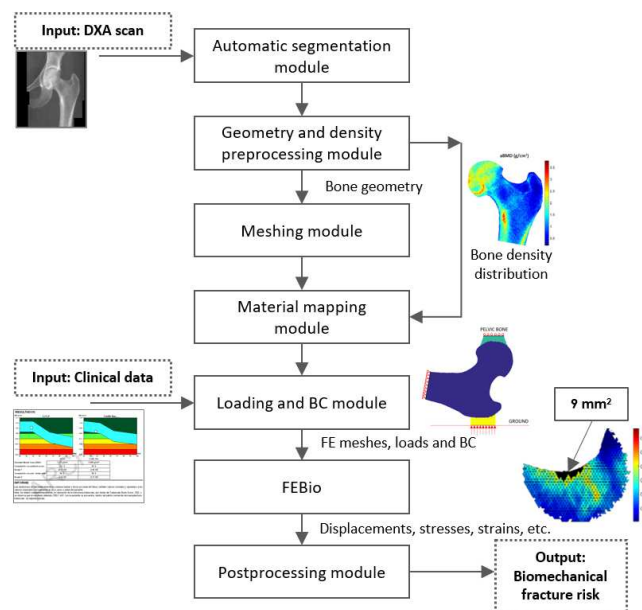 Input: DXA scan
Automatic segmentation
module
Geometry and density
preprocessing module
aBMD (g/cm²)
Bone geometry
Meshing module
Bone density
distribution
Material mapping
module
PELVIC BONE
Input: Clinical data
Loading and BC module
GROUND
9 mm²
FE meshes, loads and BC
FEBio
Displacements, stresses, strains, etc.
Postprocessing module
Output:
Biomechanical
fracture risk